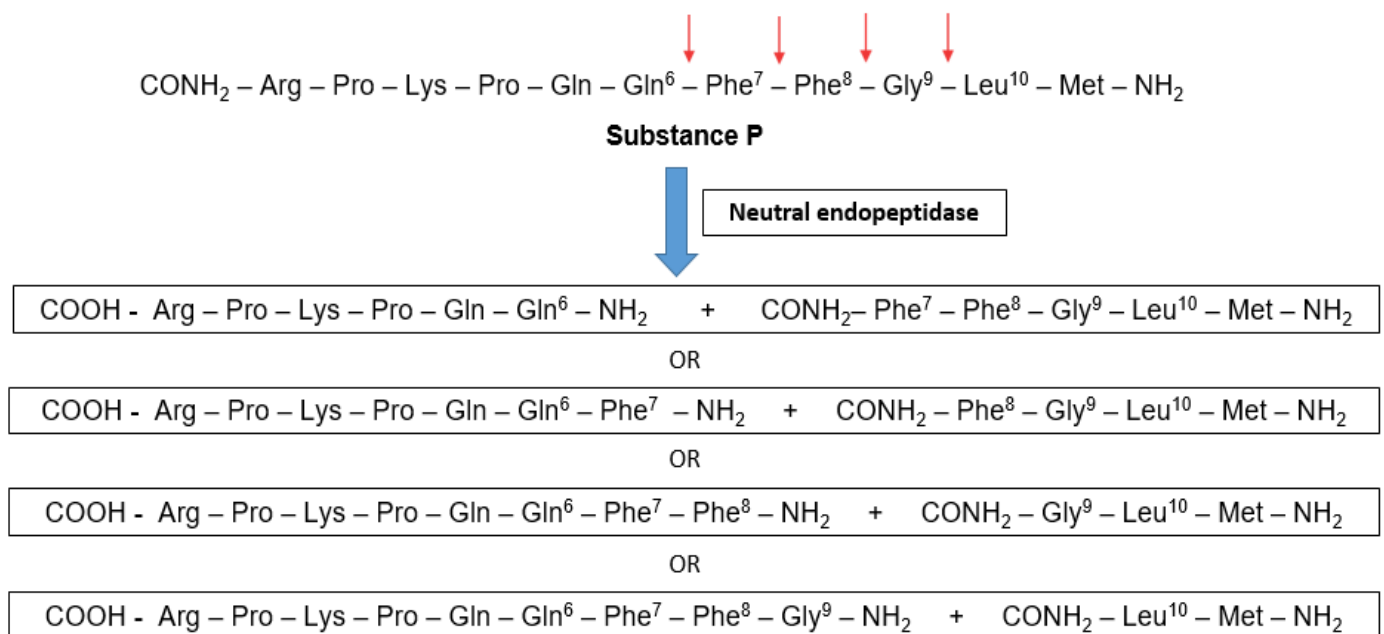 CONH₂ – Arg – Pro – Lys – Pro – Gln – Gln⁶ – Phe⁷ – Phe⁸ – Gly⁹ – Leu¹⁰ – Met – NH₂
Substance P
Neutral endopeptidase
COOH - Arg – Pro – Lys – Pro – Gln – Gln⁶ – NH₂ + CONH₂– Phe⁷ – Phe⁸ – Gly⁹ – Leu¹⁰ – Met – NH₂
OR
COOH - Arg – Pro – Lys – Pro – Gln – Gln⁶ – Phe⁷ – NH₂ + CONH₂ – Phe⁸ – Gly⁹ – Leu¹⁰ – Met – NH₂
OR
COOH - Arg – Pro – Lys – Pro – Gln – Gln⁶ – Phe⁷ – Phe⁸ – NH₂ + CONH₂ – Gly⁹ – Leu¹⁰ – Met – NH₂
OR
COOH - Arg – Pro – Lys – Pro – Gln – Gln⁶ – Phe⁷ – Phe⁸ – Gly⁹ – NH₂ + CONH₂ – Leu¹⁰ – Met – NH₂